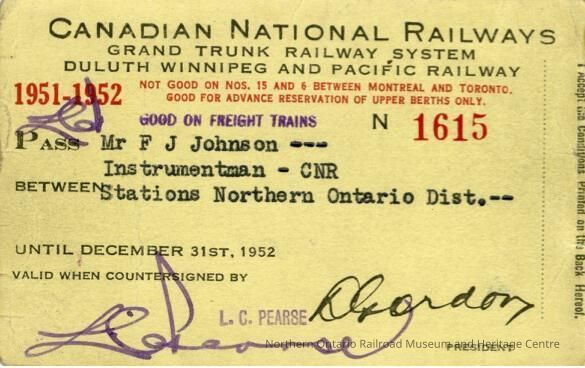 CANADIAN NATIONAL RAILWAYS
GRAND TRUNK RAILWAY SYSTEM
DULUTH WINNIPEG AND PACIFIC RAILWAY
1951-1952
NOT GOOD ON NOS. 15 AND 6 BETWEEN MONTREAL AND TORONTO.
GOOD FOR ADVANCE RESERVATION OF UPPER BERTHS ONLY.
GOOD ON FREIGHT TRAINS
N 1615
PASS Mr F J Johnson ---
Instrumentman - CNR
BETWEEN Stations Northern Ontario Dist.--
UNTIL DECEMBER 31ST, 1952
VALID WHEN COUNTERSIGNED BY
L. C. PEARSE
D Gordon
PRESIDENT
Northern Ontario Railroad Museum and Heritage Centre
I Accept the Conditions Printed on the Back Hereof.